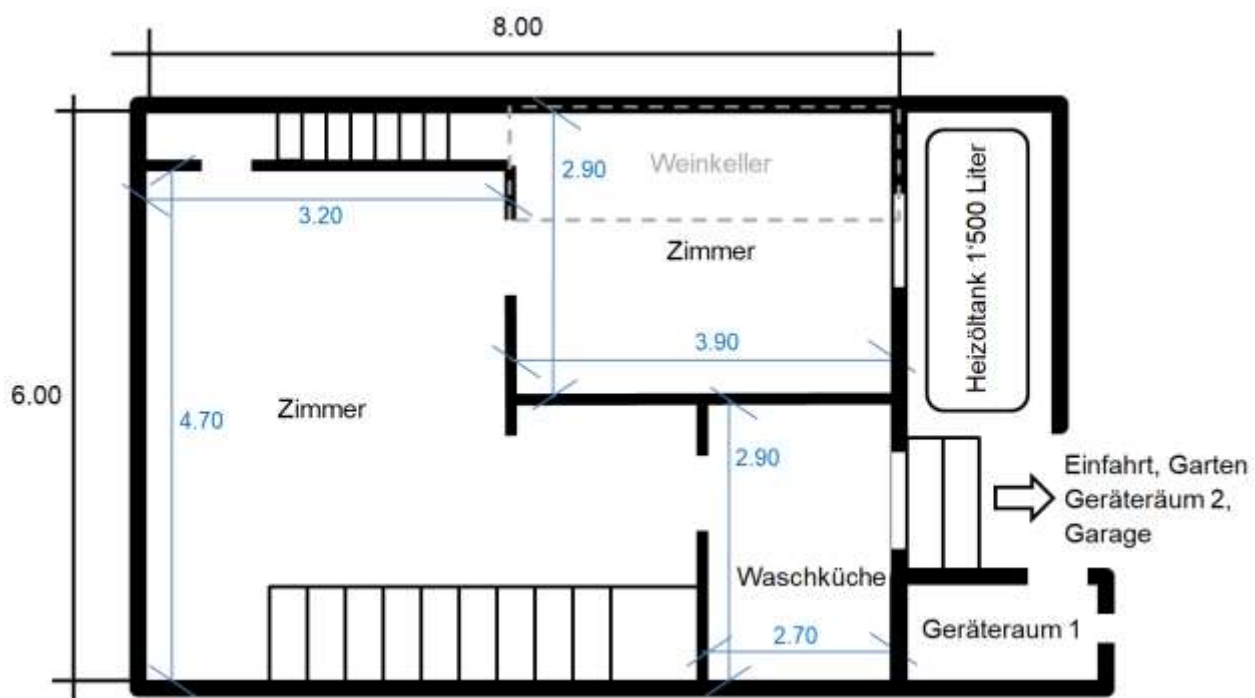 8.00
Weinkeller
2.90
3.20
Zimmer
Heizöltank 1'500 Liter
3.90
6.00
Zimmer
4.70
2.90
Einfahrt, Garten
Geräteräum 2,
Garage
Waschküche
2.70
Geräteraum 1